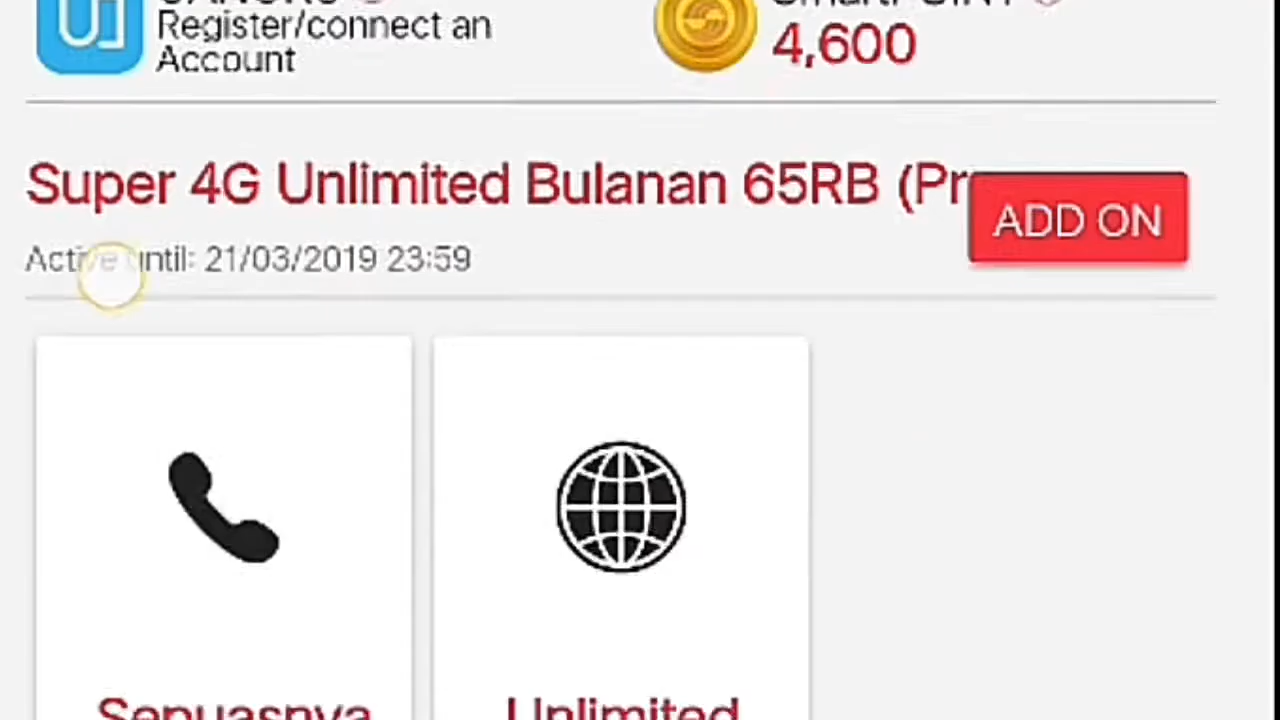 Register/connect an
Account
4,600
Super 4G Unlimited Bulanan 65RB (Pr
ADD ON
Active until: 21/03/2019 23:59
Sepuasnya
Unlimited